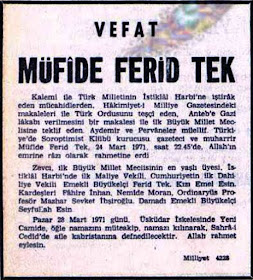 VEFAT
MÜFİDE FERİD TEK
Kalemi ile Türk Milletinin İstiklâl Harbi'ne iştirâk
eden mücahidlerden, Hâkimiyet-i Milliye Gazetesindeki
makaleleri ile Türk Ordusunu teşçi eden, Anteb'e Gazi
lâkabı verilmesini bir makalesi ile ilk Büyük Millet Mec-
lisine teklif eden Aydemir ve Pervâneler müellif. Türki-
ye'de Soroptimist Klübü kurucusu gazeteci ve muharrir
Müfide Ferid Tek, 24 Mart 1971, saat 22.45'de, Allah'ın
emrine râzı olarak rahmetine erdi
Zevci, ilk Büyük Millet Meclisinin en yaşlı üyesi, İs-
tiklâl Harbi'nde ilk Maliye Vekili, Cumhuriyetin ilk Dahi-
liye Vekili Emekli Büyükelçi Ferid Tek, Kızı Emel Esin,
Kardeşleri Fâhire İnhan, Nemide Moran, Ordinaryüs Pro-
fesör Mazhar Şevket İbşiroğlu. Damadı Emekli Büyükelçi
Seyfullah Esin
Pazar 28 Mart 1971 günü, Üsküdar İskelesinde Yeni
Camide, öğle namazını müteakip, namazı kılınarak, Sahrâ-i
Cedid'de aile kabristanına defnedilecektir. Allah rahmet
eylesin.
Milliyet 4228